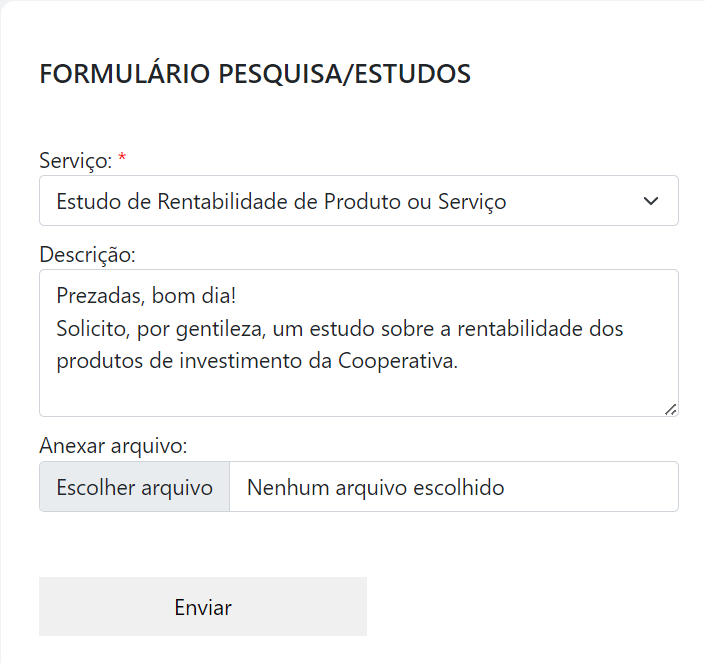 FORMULÁRIO PESQUISA/ESTUDOS
Serviço: *
Estudo de Rentabilidade de Produto ou Serviço
Descrição:
Prezadas, bom dia!
Solicito, por gentileza, um estudo sobre a rentabilidade dos
produtos de investimento da Cooperativa.
Anexar arquivo:
Escolher arquivo Nenhum arquivo escolhido
Enviar